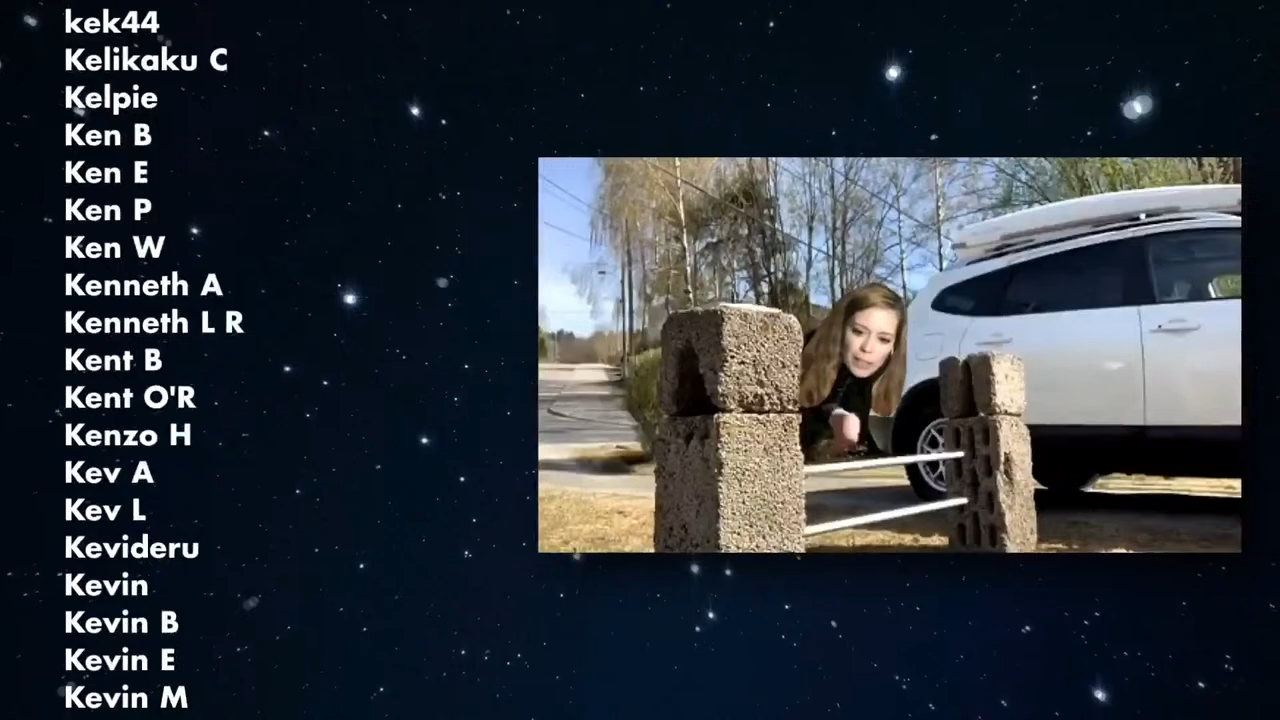 kek44
Kelikaku C
Kelpie
Ken B
Ken E
Ken P
Ken W
Kenneth A
Kenneth L R
Kent B
Kent O'R
Kenzo H
Kev A
Kev L
Kevideru
Kevin
Kevin B
Kevin E
Kevin M